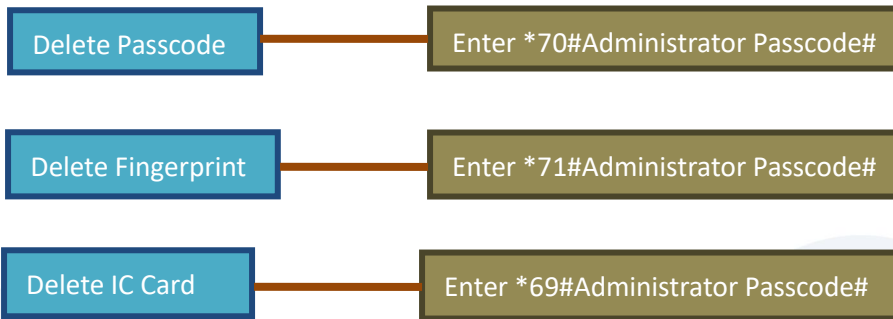 Delete Passcode
Enter *70#Administrator Passcode#
Delete Fingerprint
Enter *71#Administrator Passcode#
Delete IC Card
Enter *69#Administrator Passcode#